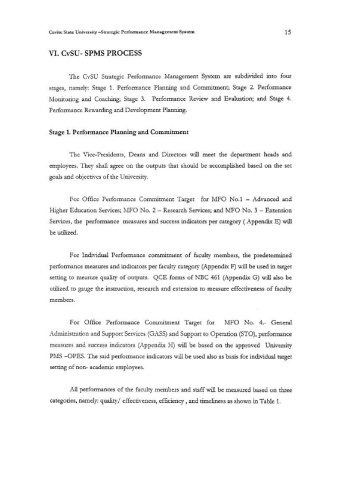 Cavite State University –Strategic Performance Management System 15
VI. CvSU- SPMS PROCESS
The CvSU Strategic Performance Management System are subdivided into four
stages, namely: Stage 1. Performance Planning and Commitment; Stage 2. Performance
Monitoring and Coaching; Stage 3. Performance Review and Evaluation; and Stage 4.
Performance Rewarding and Development Planning.
Stage 1. Performance Planning and Commitment
The Vice-Presidents, Deans and Directors will meet the department heads and
employees. They shall agree on the outputs that should be accomplished based on the set
goals and objectives of the University.
For Office Performance Commitment Target for MFO No.1 – Advanced and
Higher Education Services; MFO No. 2 – Research Services; and MFO No. 3 – Extension
Services, the performance measures and success indicators per category ( Appendix E) will
be utilized.
For Individual Performance commitment of faculty members, the predetermined
performance measures and indicators per faculty category (Appendix F) will be used in target
setting to measure quality of outputs. QCE forms of NBC 461 (Appendix G) will also be
utilized to gauge the instruction, research and extension to measure effectiveness of faculty
members.
For Office Performance Commitment Target for MFO No. 4.- General
Administration and Support Services (GASS) and Support to Operation (STO), performance
measures and success indicators (Appendix H) will be based on the approved University
PMS –OPES. The said performance indicators will be used also as basis for individual target
setting of non- academic employees.
All performances of the faculty members and staff will be measured based on three
categories, namely: quality/ effectiveness, efficiency , and timeliness as shown in Table 1.